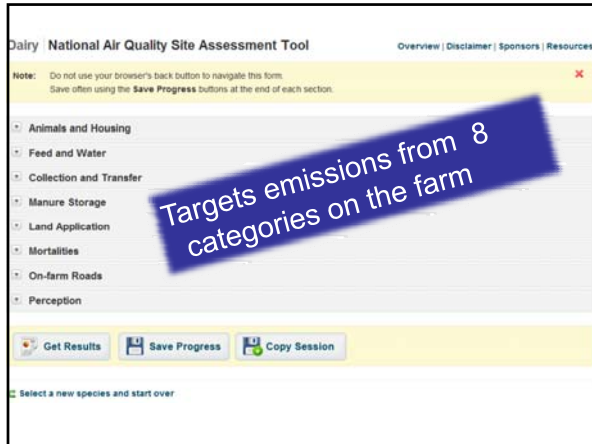 Dairy National Air Quality Site Assessment Tool
Overview | Disclaimer | Sponsors | Resources
Note: Do not use your browser's back button to navigate this form.
Save often using the Save Progress buttons at the end of each section.
Animals and Housing
Feed and Water
Collection and Transfer
Manure Storage
Land Application
Mortalities
On-farm Roads
Perception
Targets emissions from 8
categories on the farm
Get Results Save Progress Copy Session
Select a new species and start over